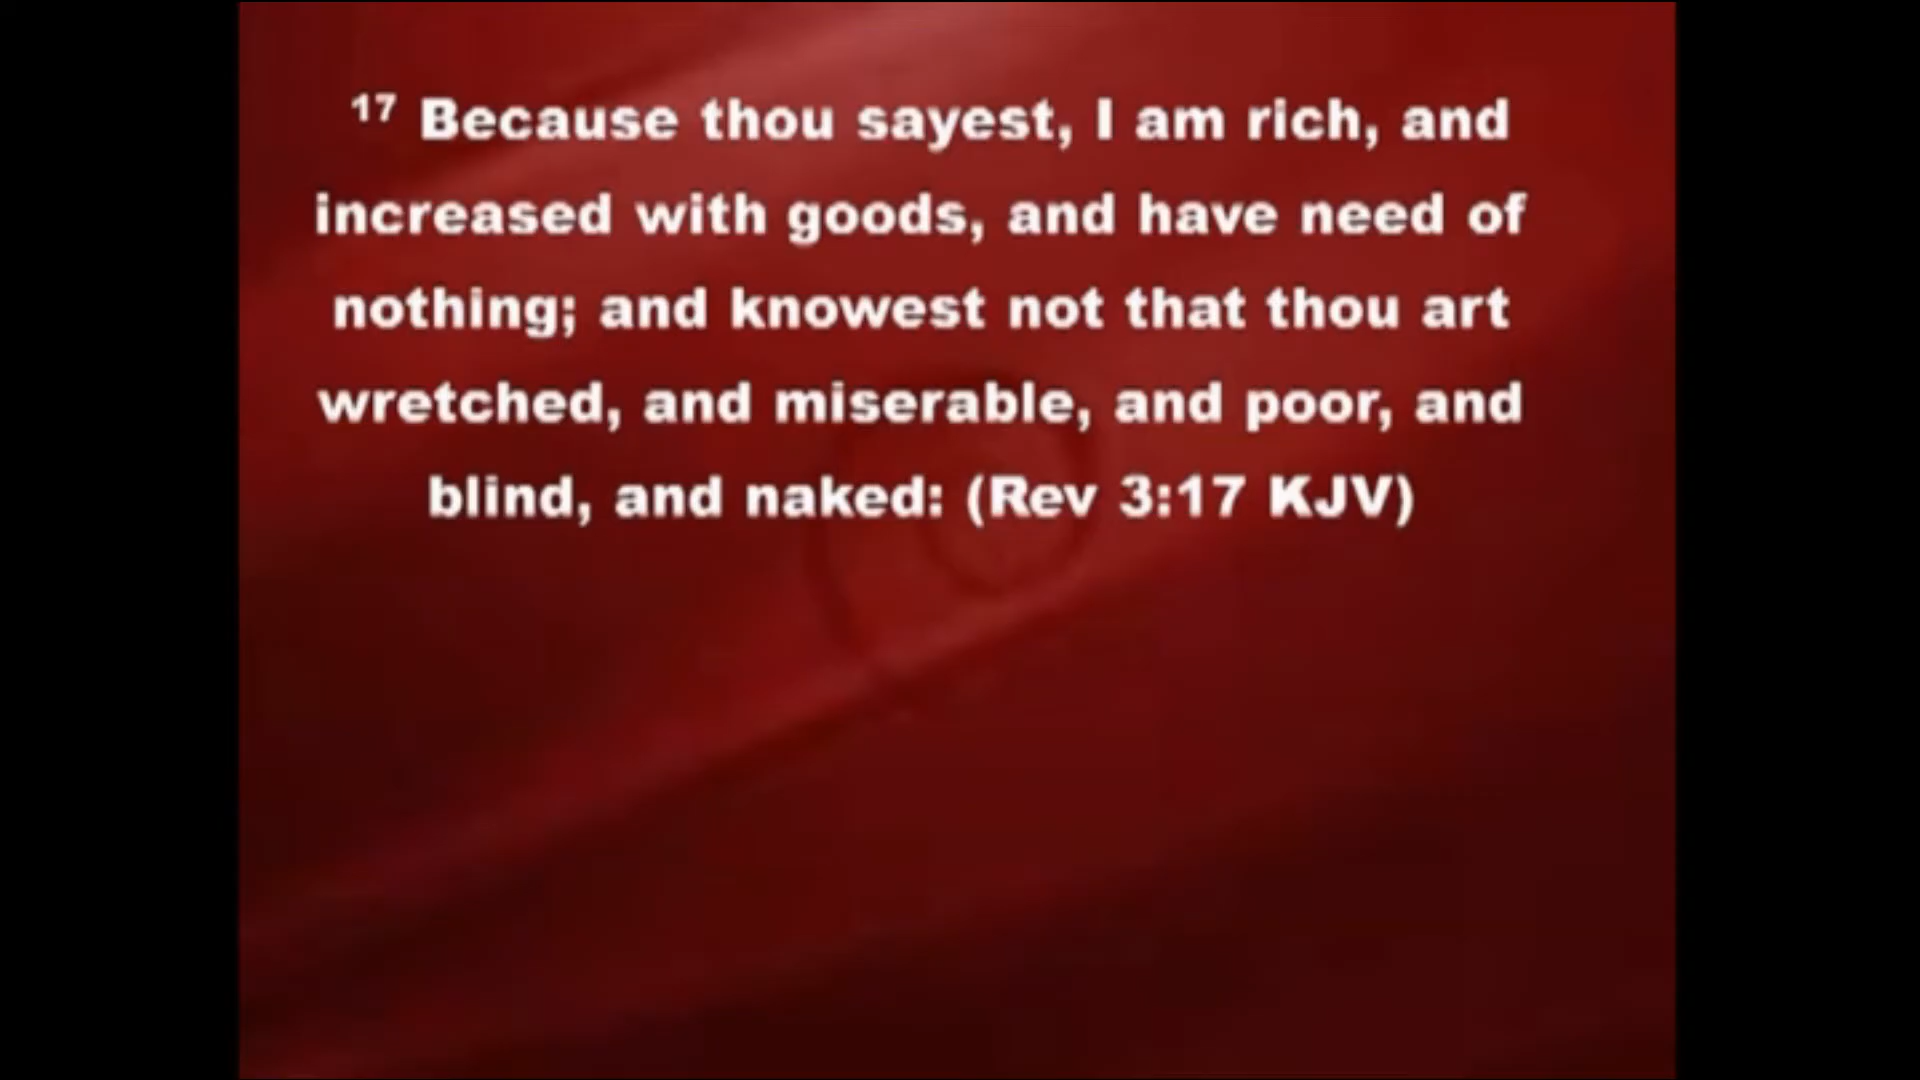 17 Because thou sayest, I am rich, and
increased with goods, and have need of
nothing; and knowest not that thou art
wretched, and miserable, and poor, and
blind, and naked: (Rev 3:17 KJV)